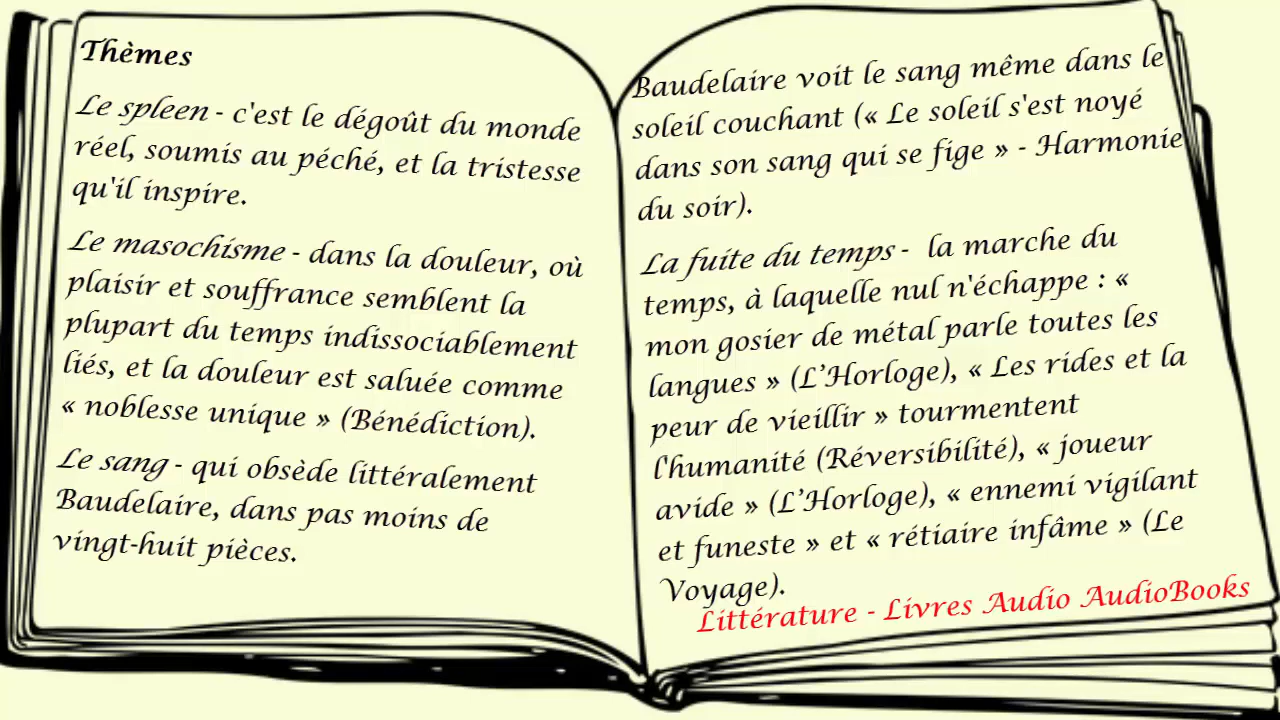 Thèmes
Le spleen - c'est le dégoût du monde
réel, soumis au péché, et la tristesse
qu'il inspire.
Le masochisme - dans la douleur, où
plaisir et souffrance semblent la
plupart du temps indissociablement
liés, et la douleur est saluée comme
« noblesse unique » (Bénédiction).
Le sang - qui obsède littéralement
Baudelaire, dans pas moins de
vingt-huit pièces.
Baudelaire voit le sang même dans le
soleil couchant (« Le soleil s'est noyé
dans son sang qui se fige » - Harmonie
du soir).
La fuite du temps - la marche du
temps, à laquelle nul n'échappe : «
mon gosier de métal parle toutes les
langues » (L'Horloge), « Les rides et la
peur de vieillir » tourmentent
l'humanité (Réversibilité), « joueur
avide » (L'Horloge), « ennemi vigilant
et funeste » et « rétiaire infâme » (Le
Voyage).
Littérature - Livres Audio AudioBooks